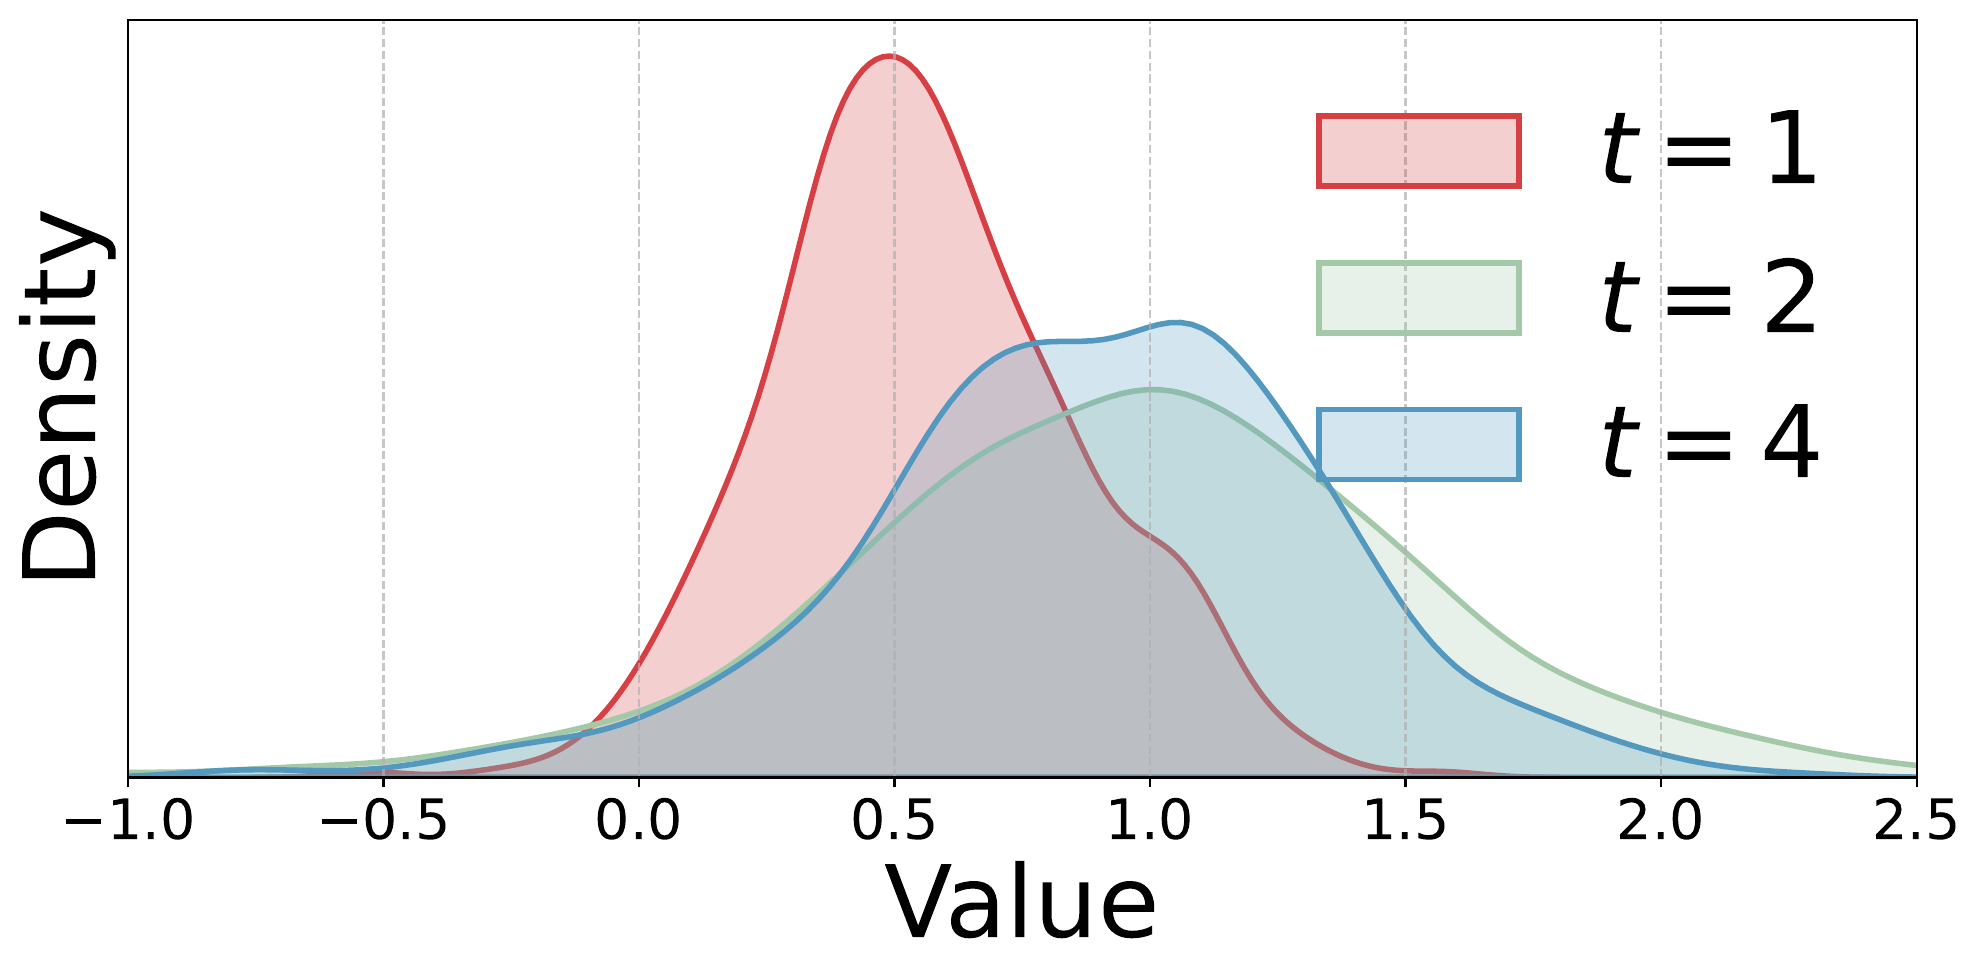 Density
t = 1
t = 2
t = 4
−1.0 −0.5 0.0 0.5 1.0 1.5 2.0 2.5
Value